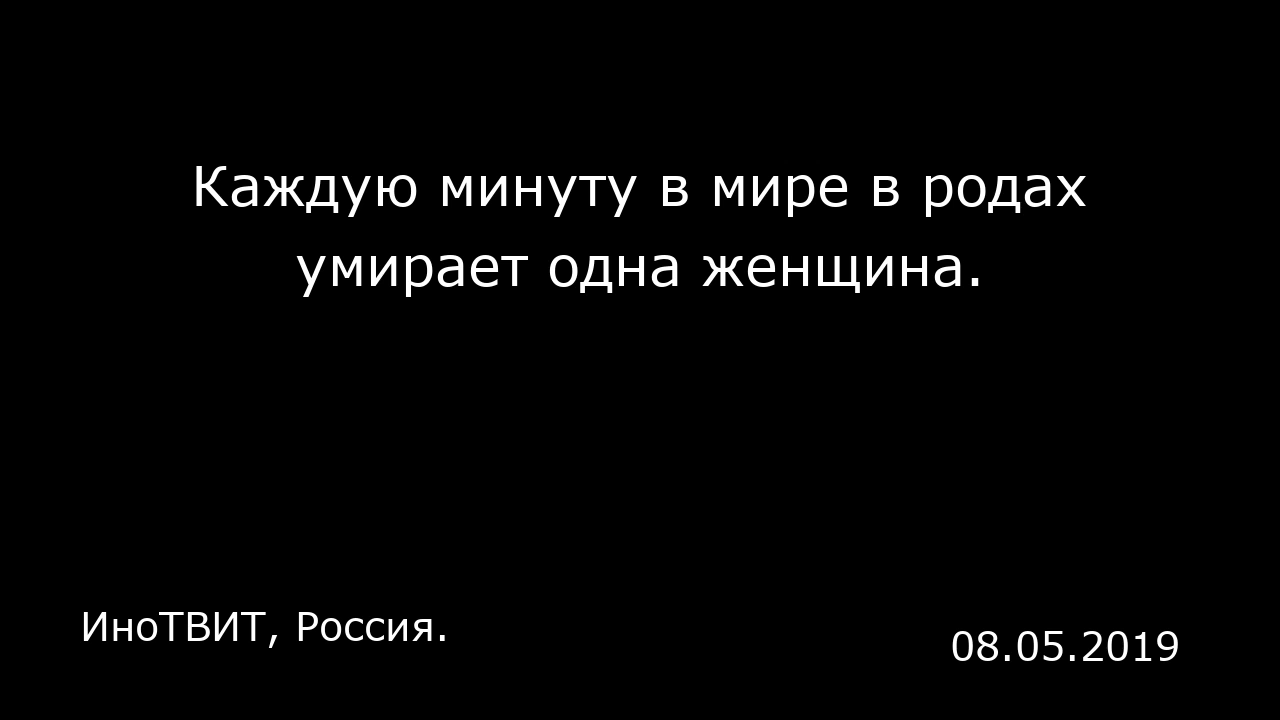 Каждую минуту в мире в родах
умирает одна женщина.
ИноТВИТ, Россия.
08.05.2019